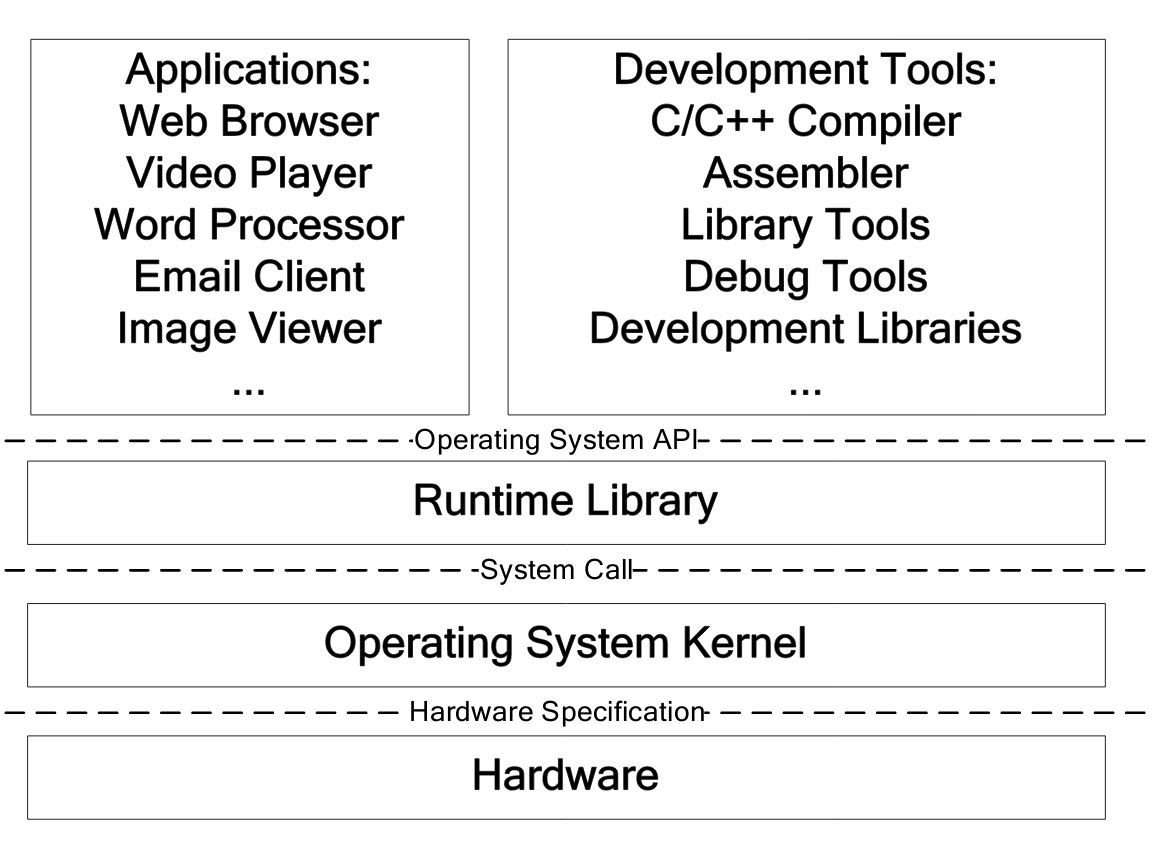 Applications:
Web Browser
Video Player
Word Processor
Email Client
Image Viewer
...
Development Tools:
C/C++ Compiler
Assembler
Library Tools
Debug Tools
Development Libraries
...
Operating System API
Runtime Library
System Call
Operating System Kernel
Hardware Specification
Hardware